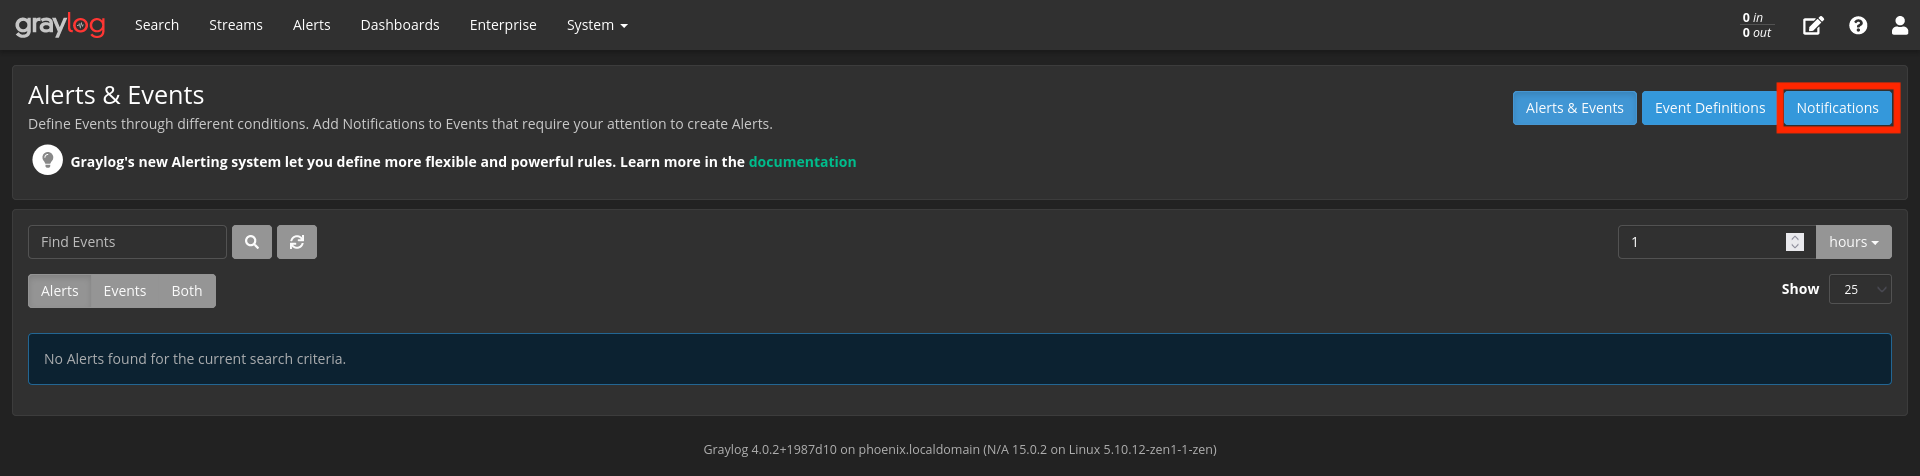 graylog Search Streams Alerts Dashboards Enterprise System 0 in
0 out
Alerts & Events
Alerts & Events Event Definitions Notifications
Define Events through different conditions. Add Notifications to Events that require your attention to create Alerts.
Graylog's new Alerting system let you define more flexible and powerful rules. Learn more in the documentation
Find Events 1 hours
Alerts Events Both Show 25
No Alerts found for the current search criteria.
Graylog 4.0.2+1987d10 on phoenix.localdomain (N/A 15.0.2 on Linux 5.10.12-zen1-1-zen)